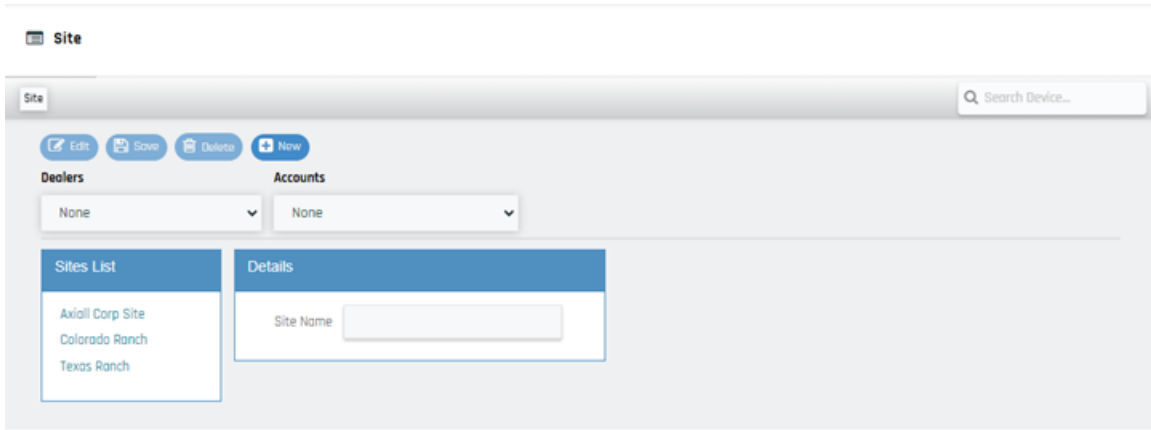 Site
Site
Search Device...
Edit Save Delete New
Dealers Accounts
None None
Sites List Details
Axiall Corp Site
Site Name
Colorado Ranch
Texas Ranch